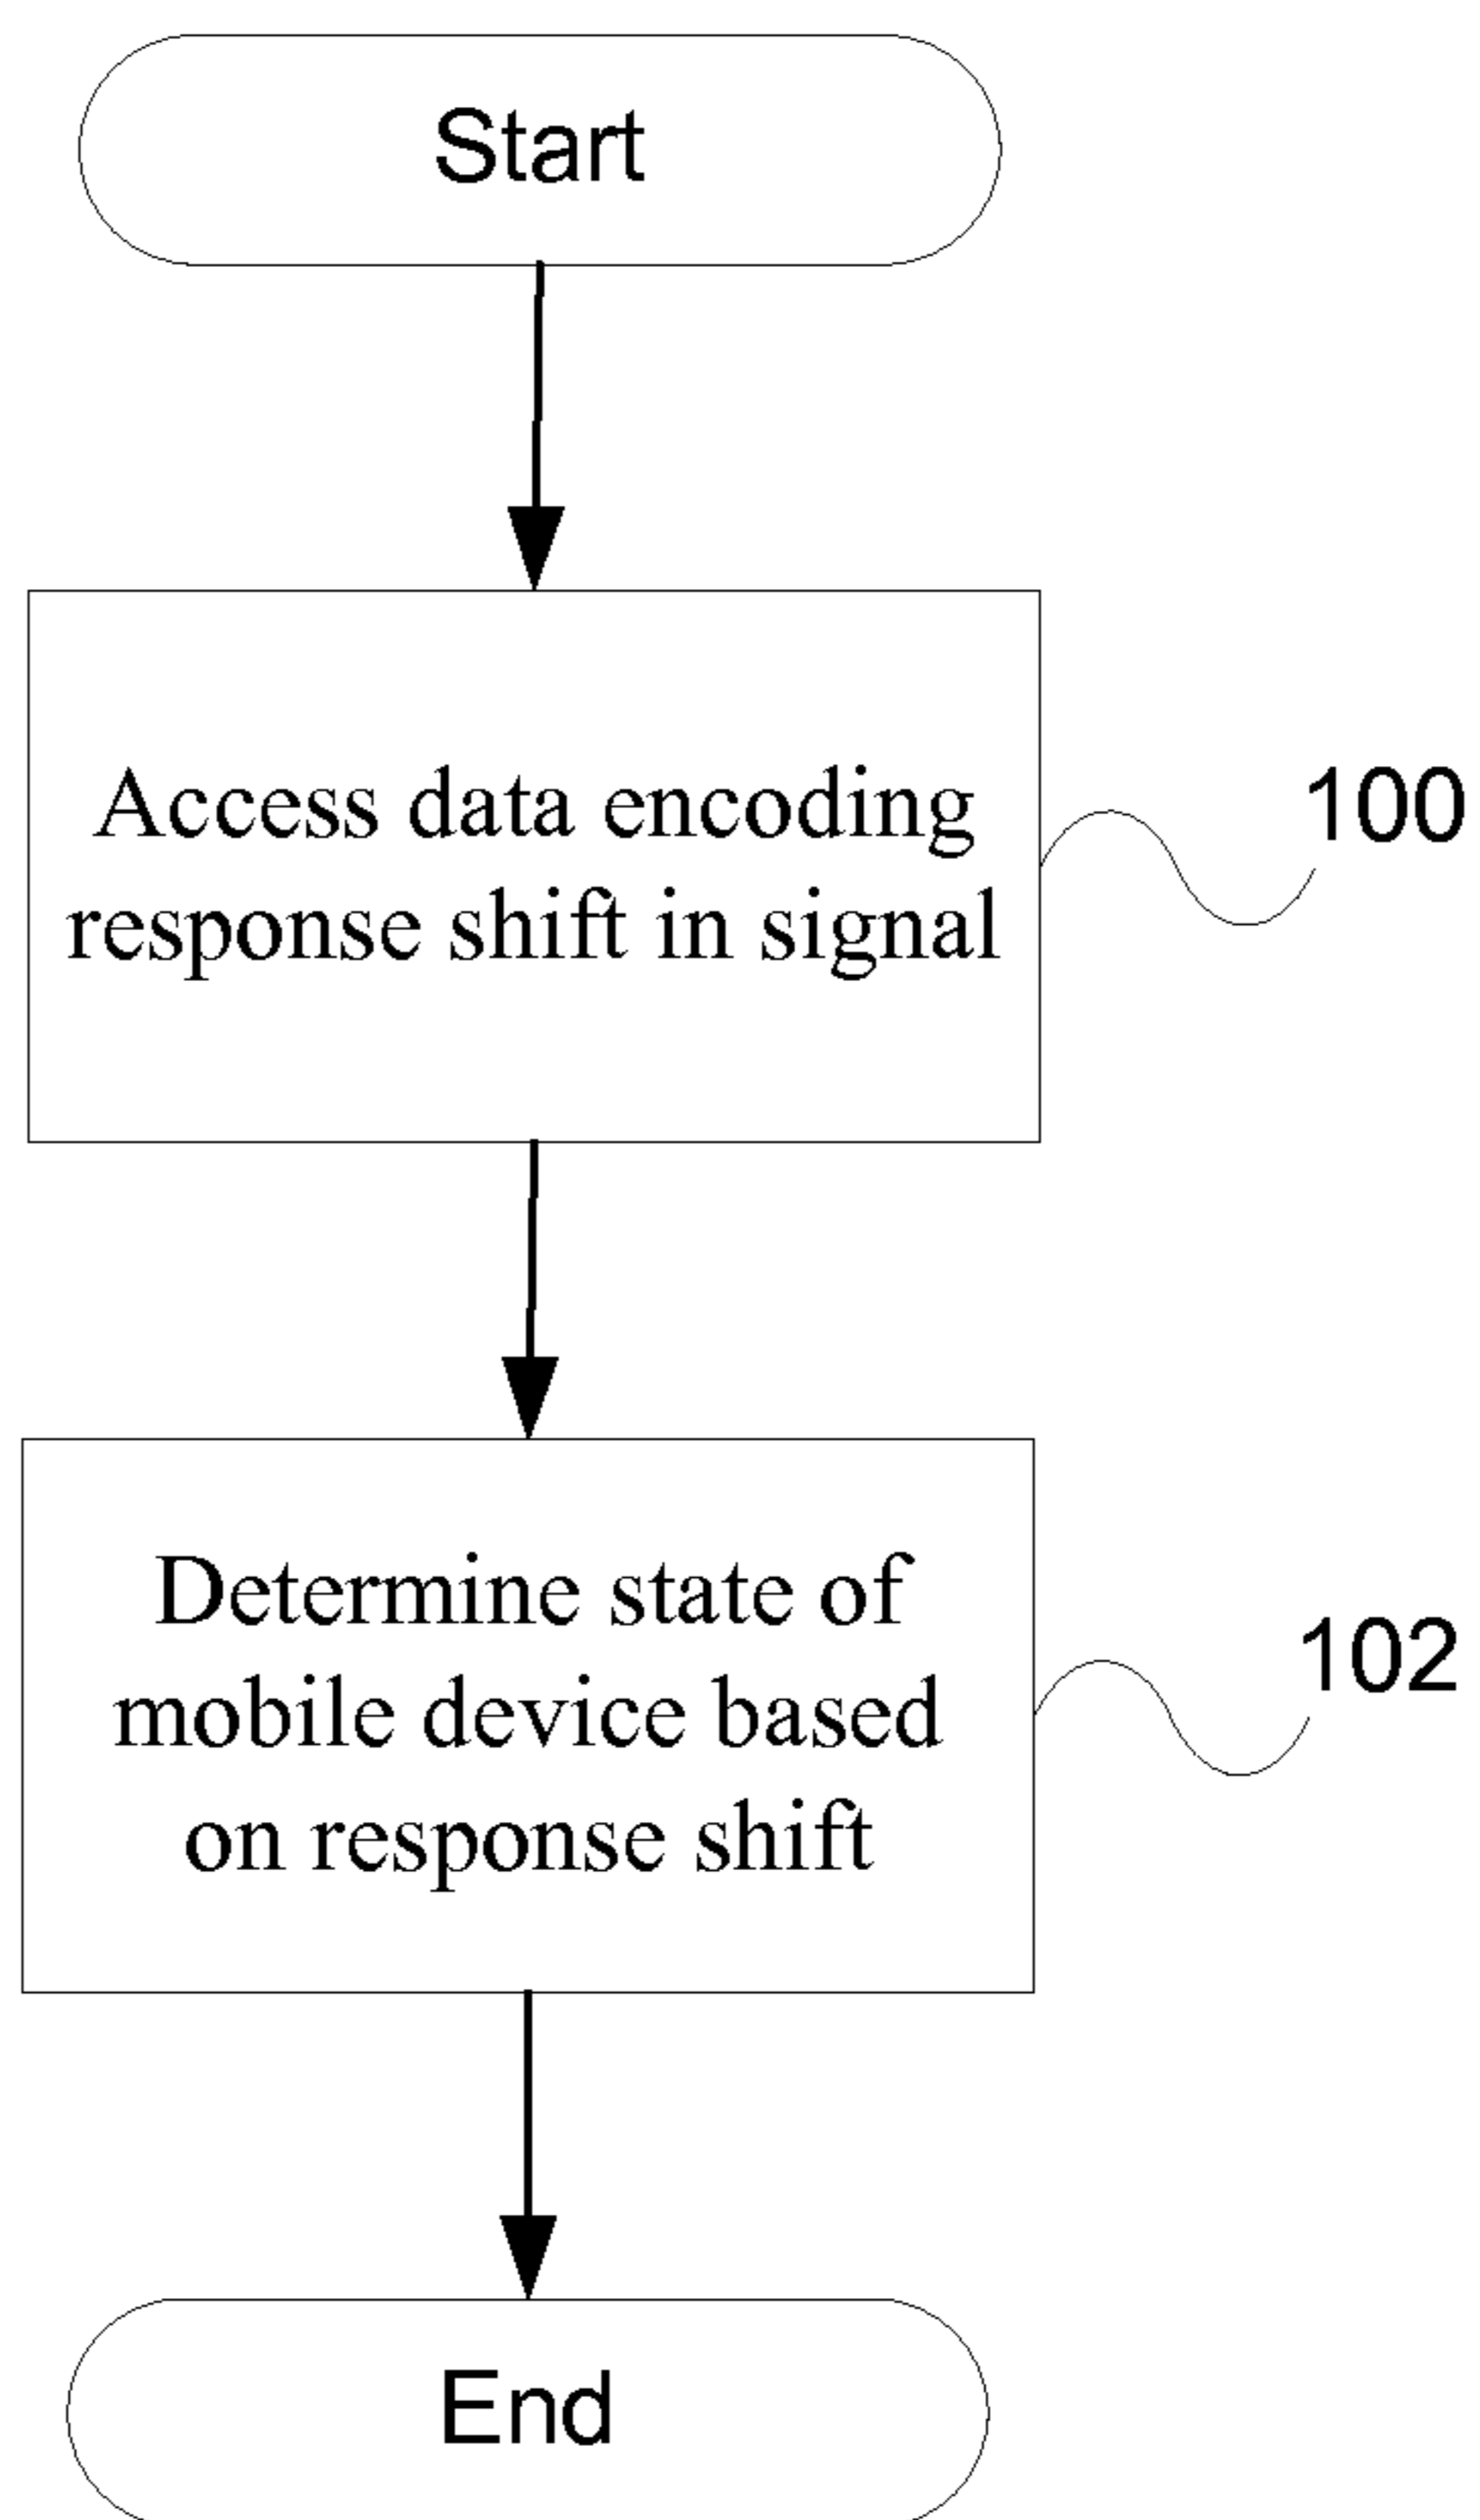 Start
Access data encoding
response shift in signal
100
Determine state of
mobile device based
on response shift
102
End